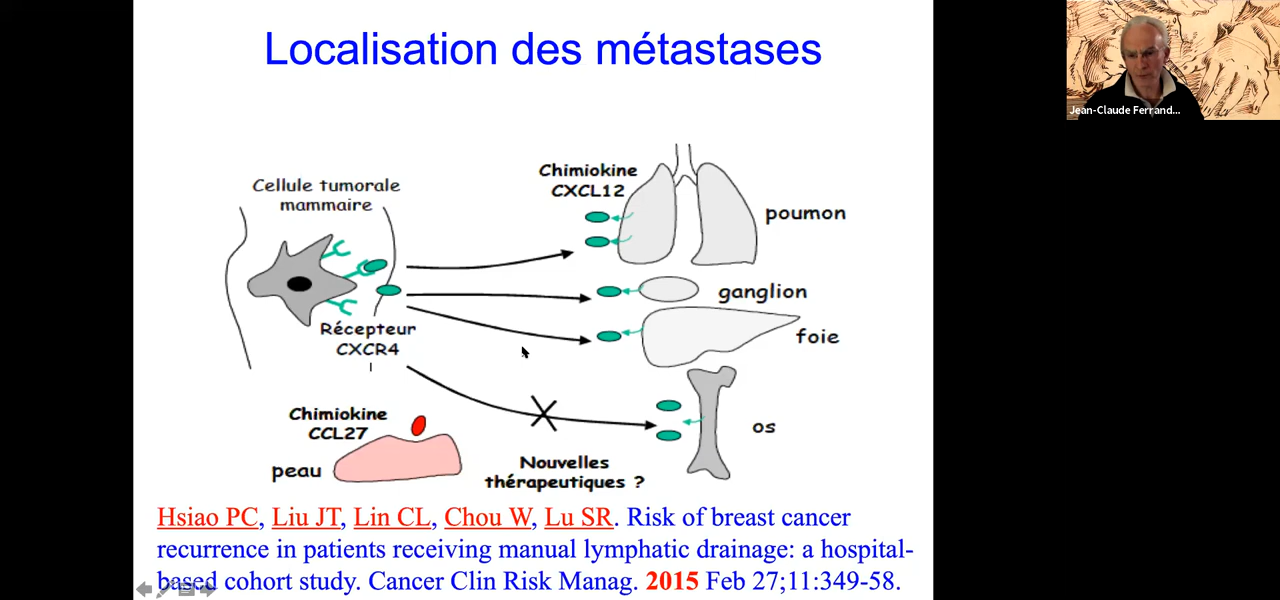 Localisation des métastases
Jean-Claude Ferrand...
Cellule tumorale
mammaire
Chimiokine
CXCL12
poumon
ganglion
Récepteur
CXCR4
foie
Chimiokine
CCL27
os
peau
Nouvelles
thérapeutiques ?
Hsiao PC, Liu JT, Lin CL, Chou W, Lu SR. Risk of breast cancer
recurrence in patients receiving manual lymphatic drainage: a hospital-
based cohort study. Cancer Clin Risk Manag. 2015 Feb 27;11:349-58.